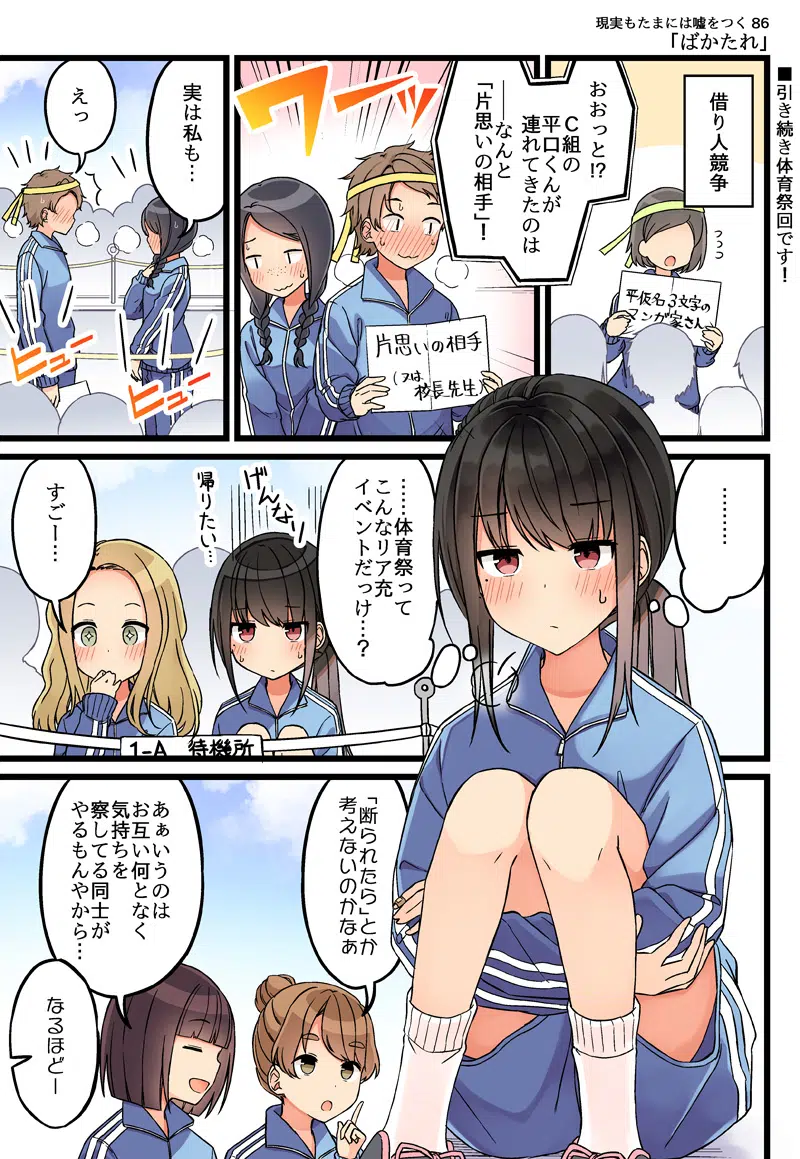 現実もたまには嘘をつく 86
「ばかたれ」
■引き続き体育祭回です！
借り人競争
平仮名3文字の
マンガ家さん
おおっと!?
C組の
平口くんが
連れてきたのは
──なんと
「片思いの相手」！
ワーッ
片思いの相手
(又は校長先生)
実は私も…
えっ
ヒュー
ヒュー
………
……体育祭って
こんなリア充
イベントだっけ…？
げんなり
帰りたい…
すごー…
1-A 待機所
「断られたら」とか
考えないのかなぁ
あぁいうのは
お互い何となく
気持ちを
察してる同士が
やるもんやから…
なるほどー